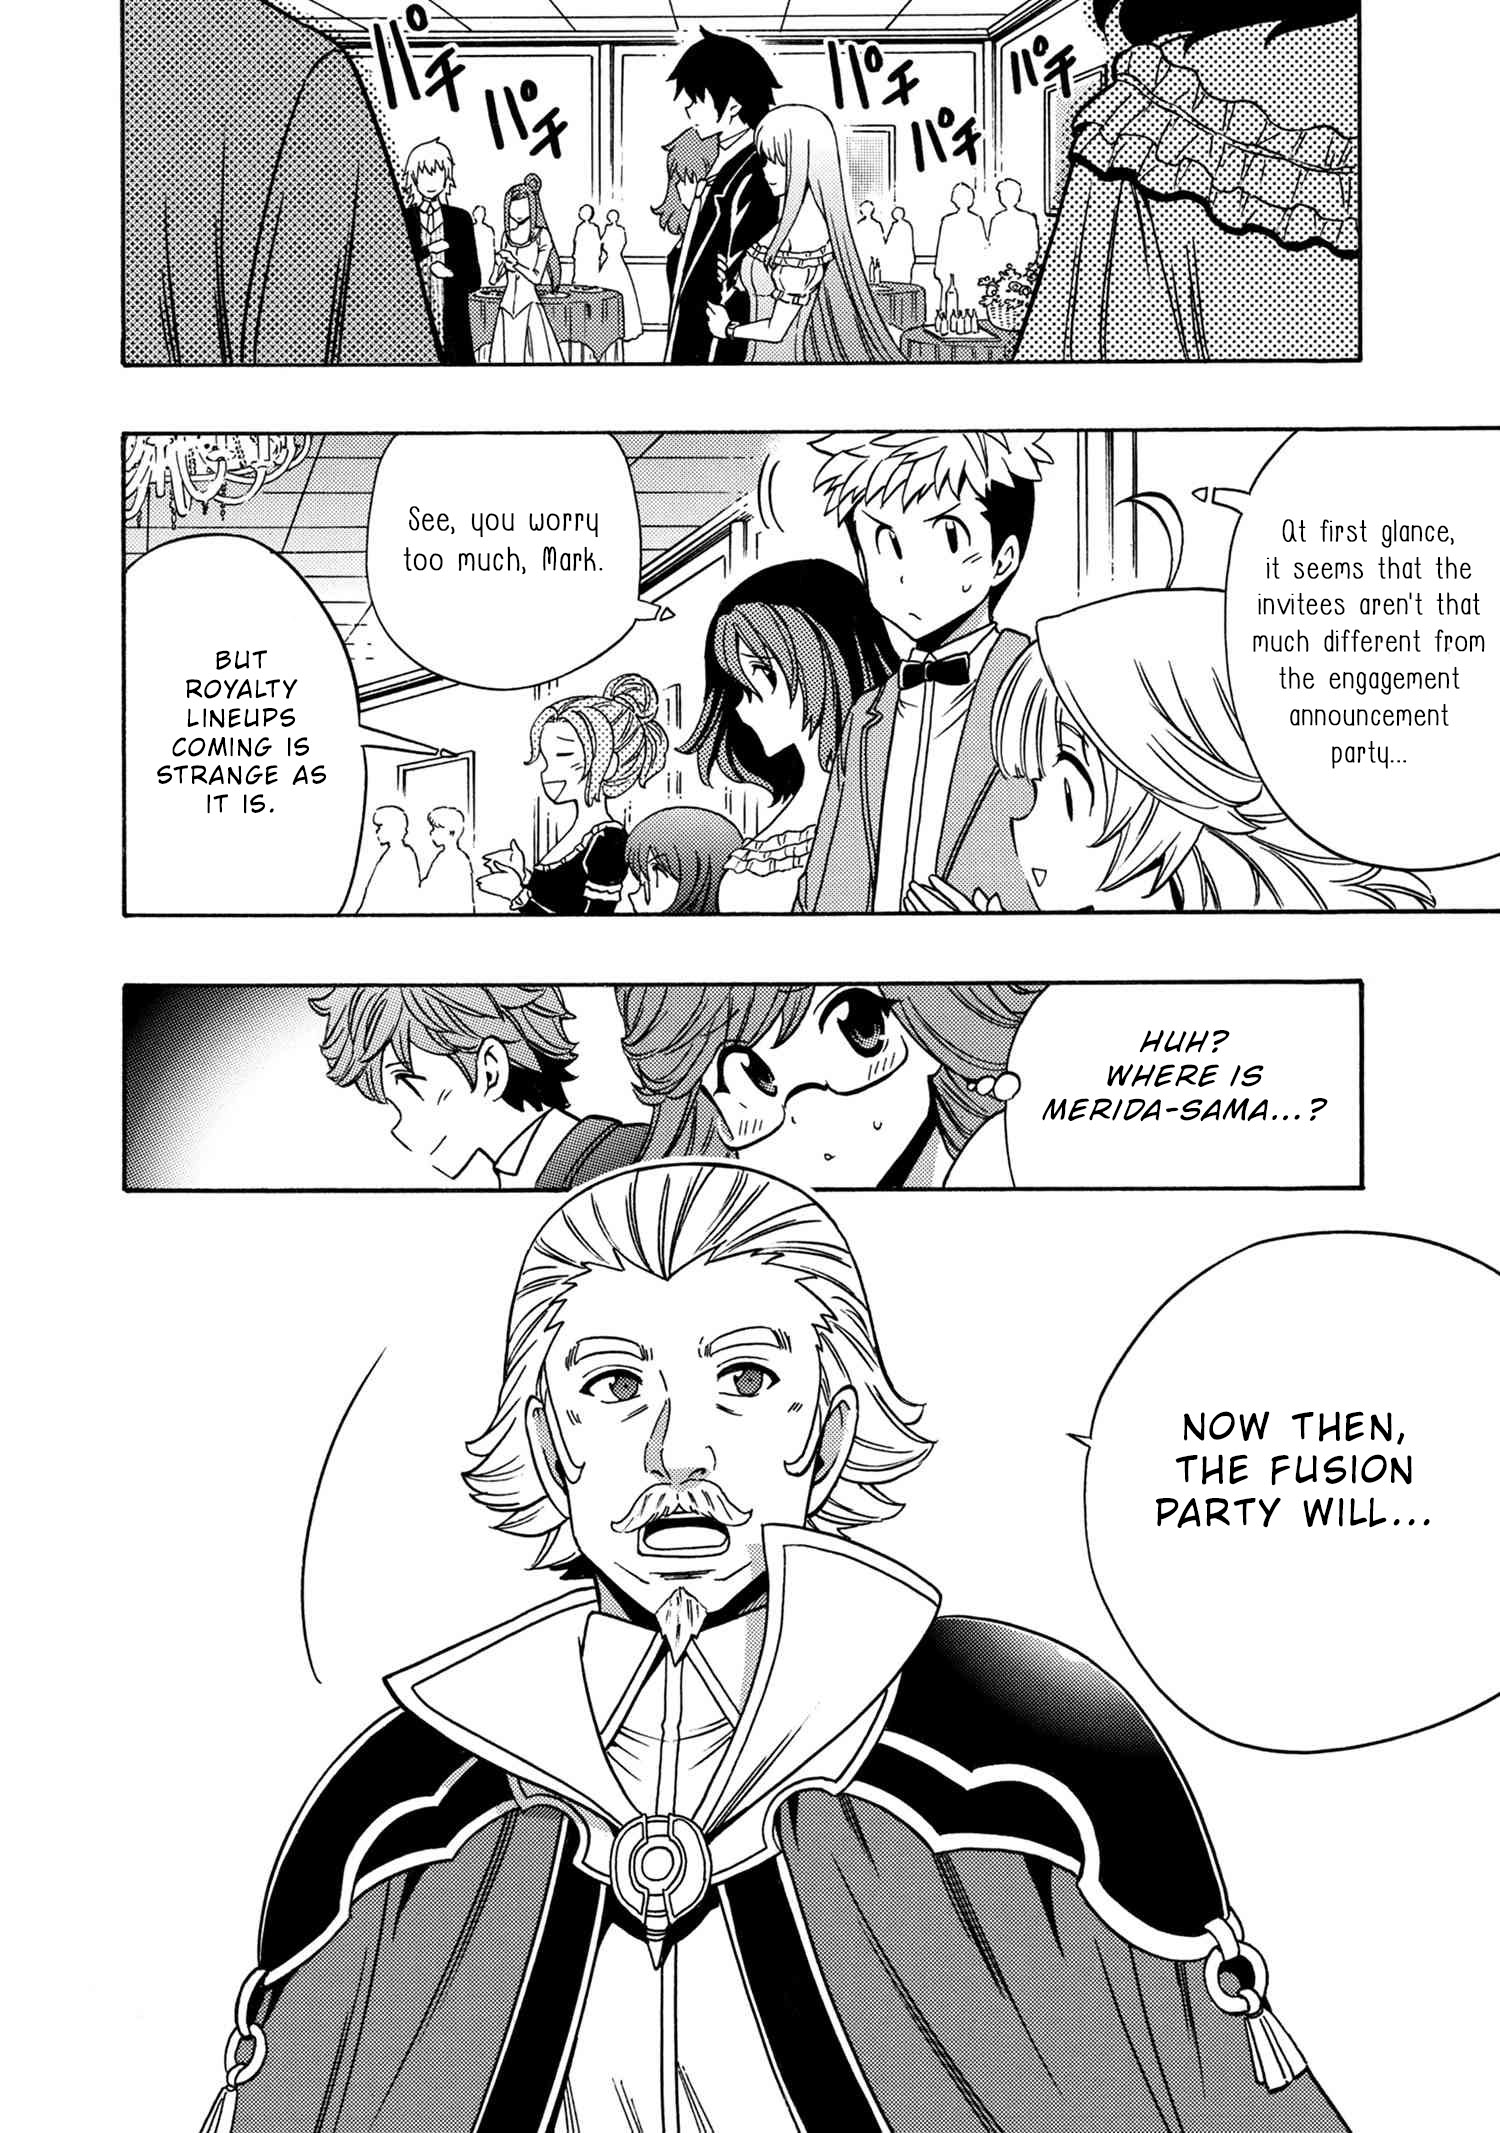 パチ
パチ
パチ
パチ
パチ
At first glance,
it seems that the
invitees aren't that
much different from
the engagement
announcement
party...
See, you worry
too much, Mark.
BUT
ROYALTY
LINEUPS
COMING IS
STRANGE AS
IT IS.
HUH?
WHERE IS
MERIDA-SAMA...?
NOW THEN,
THE FUSION
PARTY WILL...